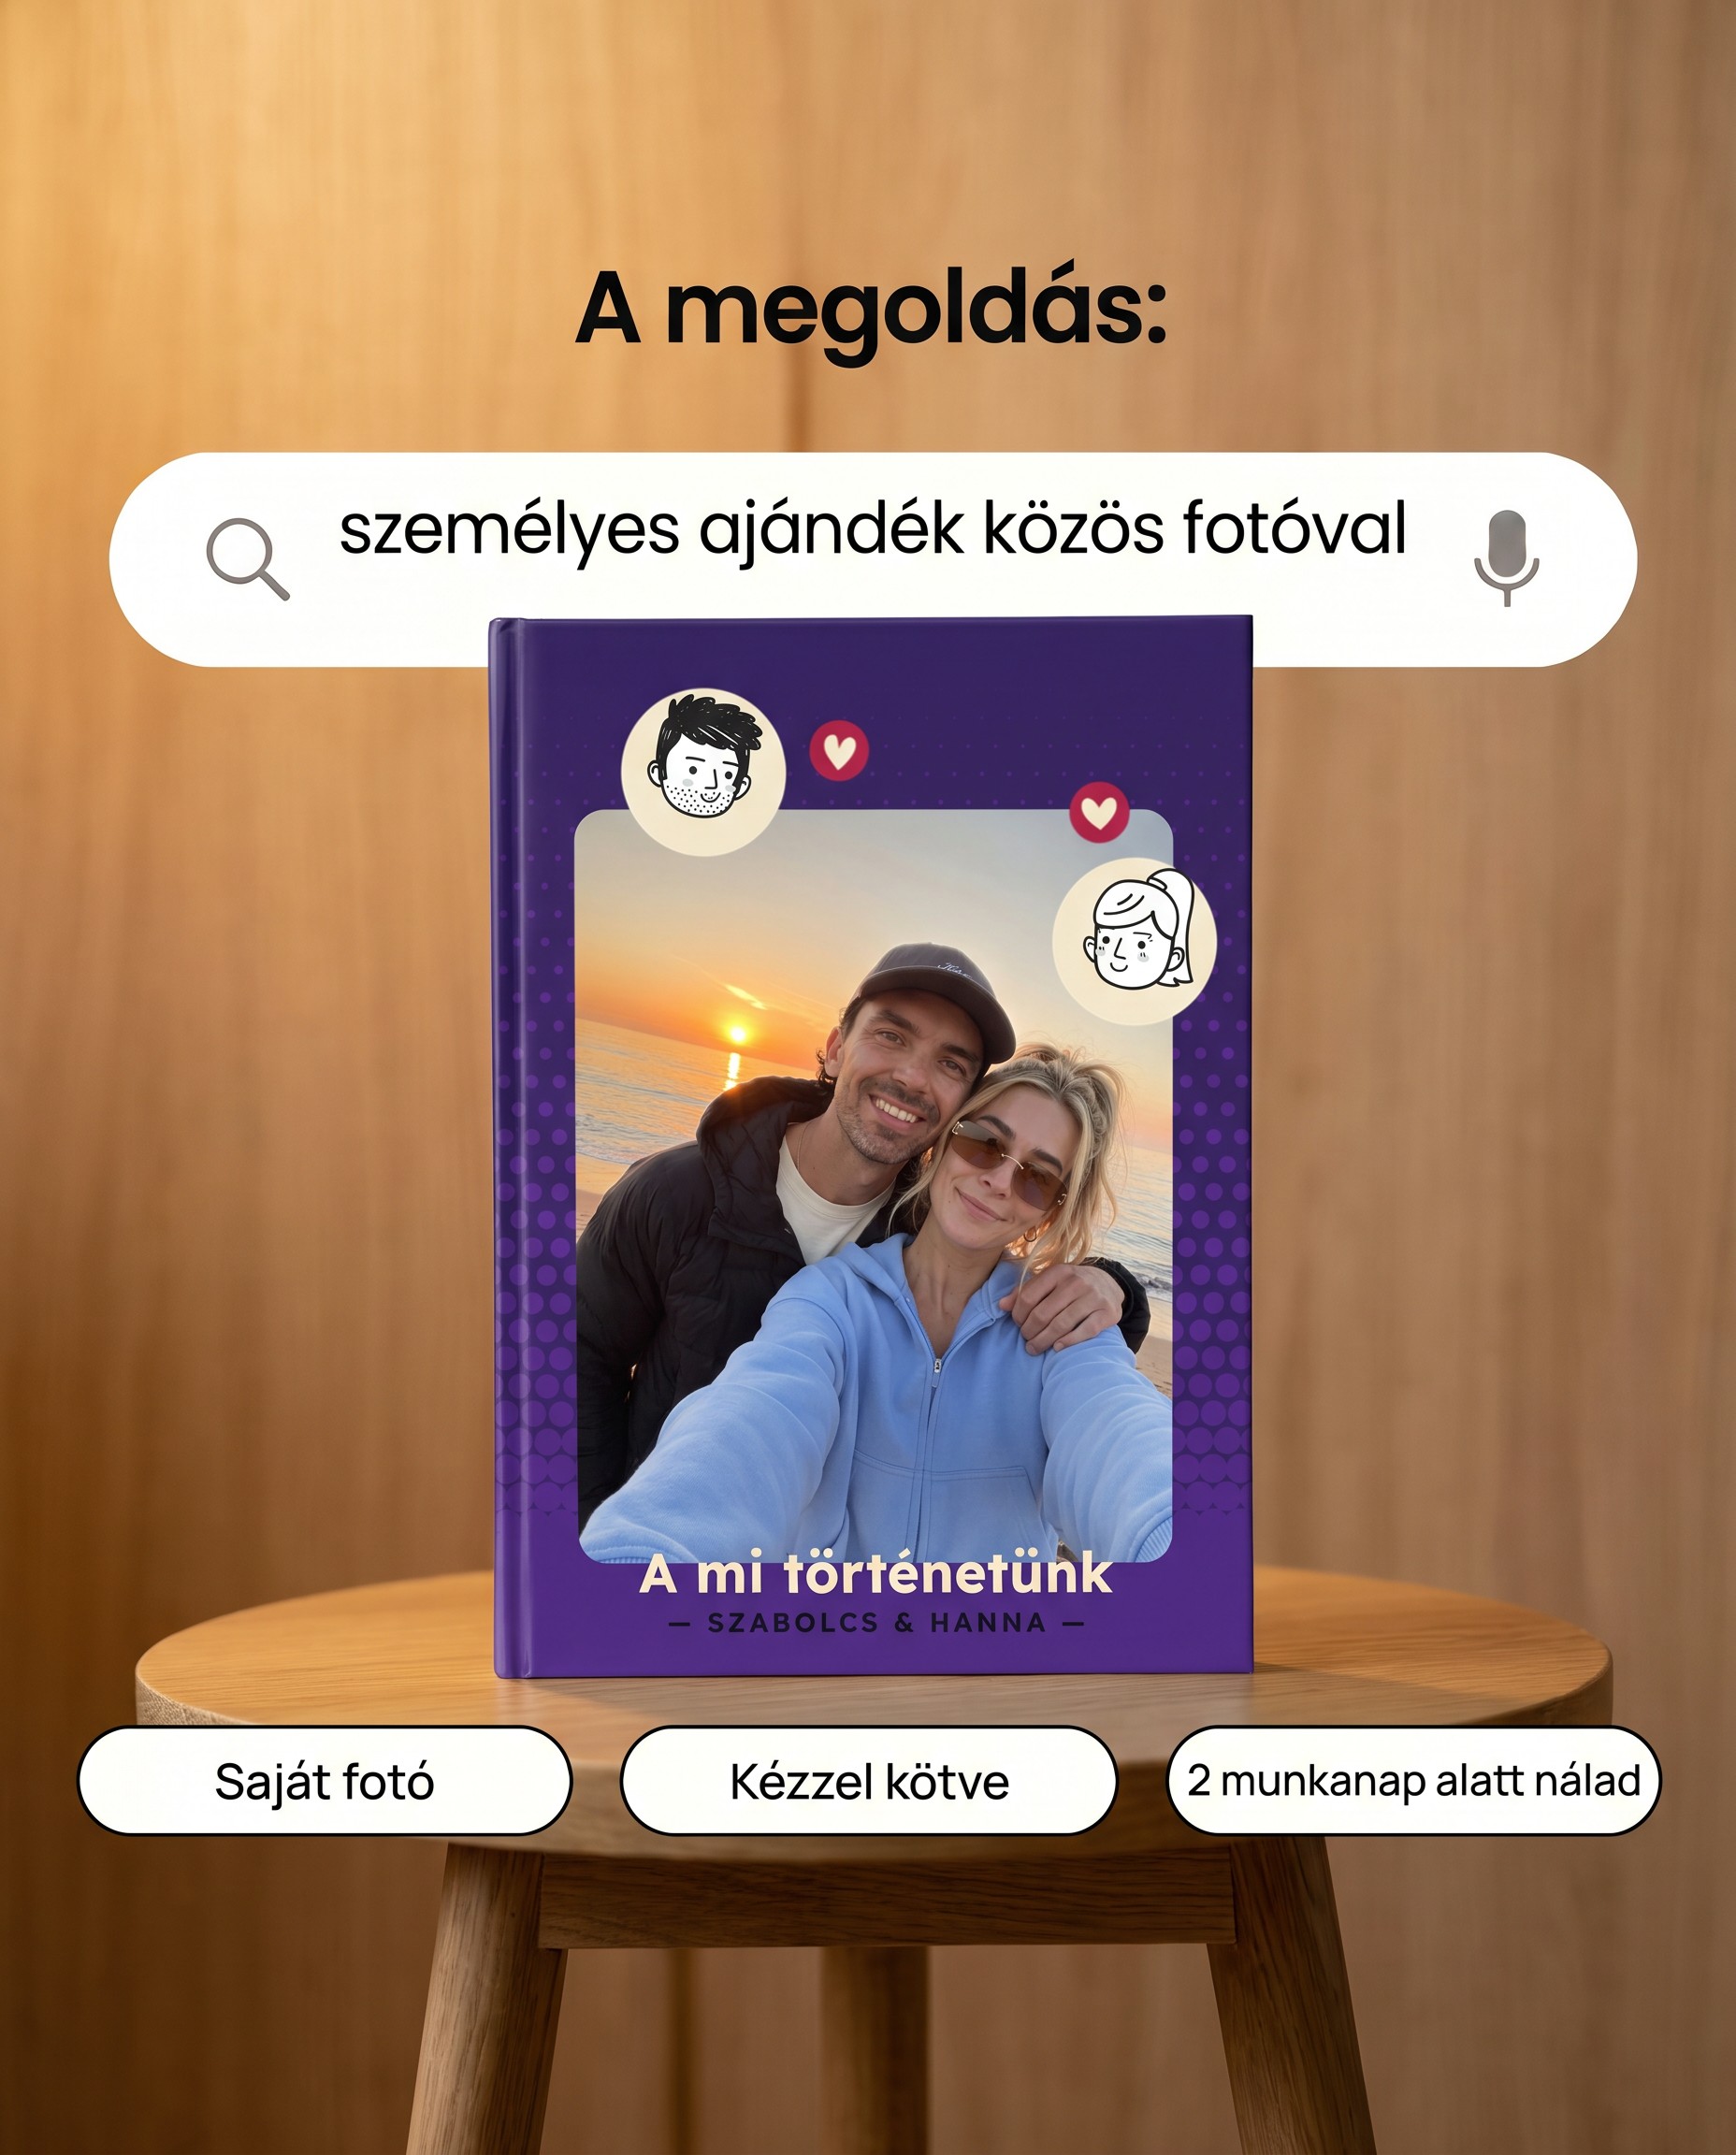 A megoldás:
személyes ajándék közös fotóval
A mi történetünk
— SZABOLCS & HANNA —
Saját fotó
Kézzel kötve
2 munkanap alatt nálad